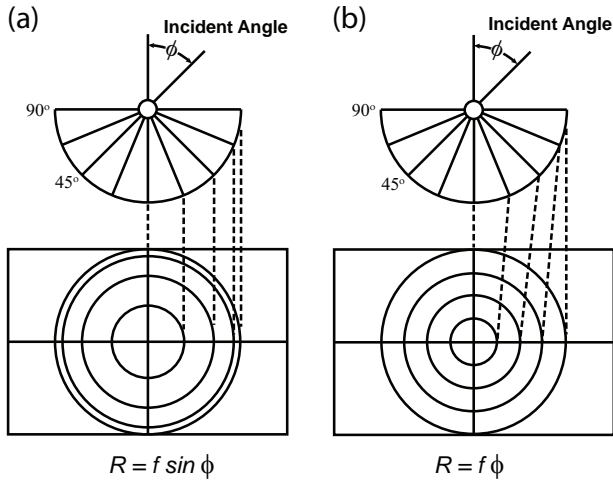 (a)
Incident Angle
ϕ
90°
45°
R = f sin ϕ
(b)
Incident Angle
ϕ
90°
45°
R = f ϕ